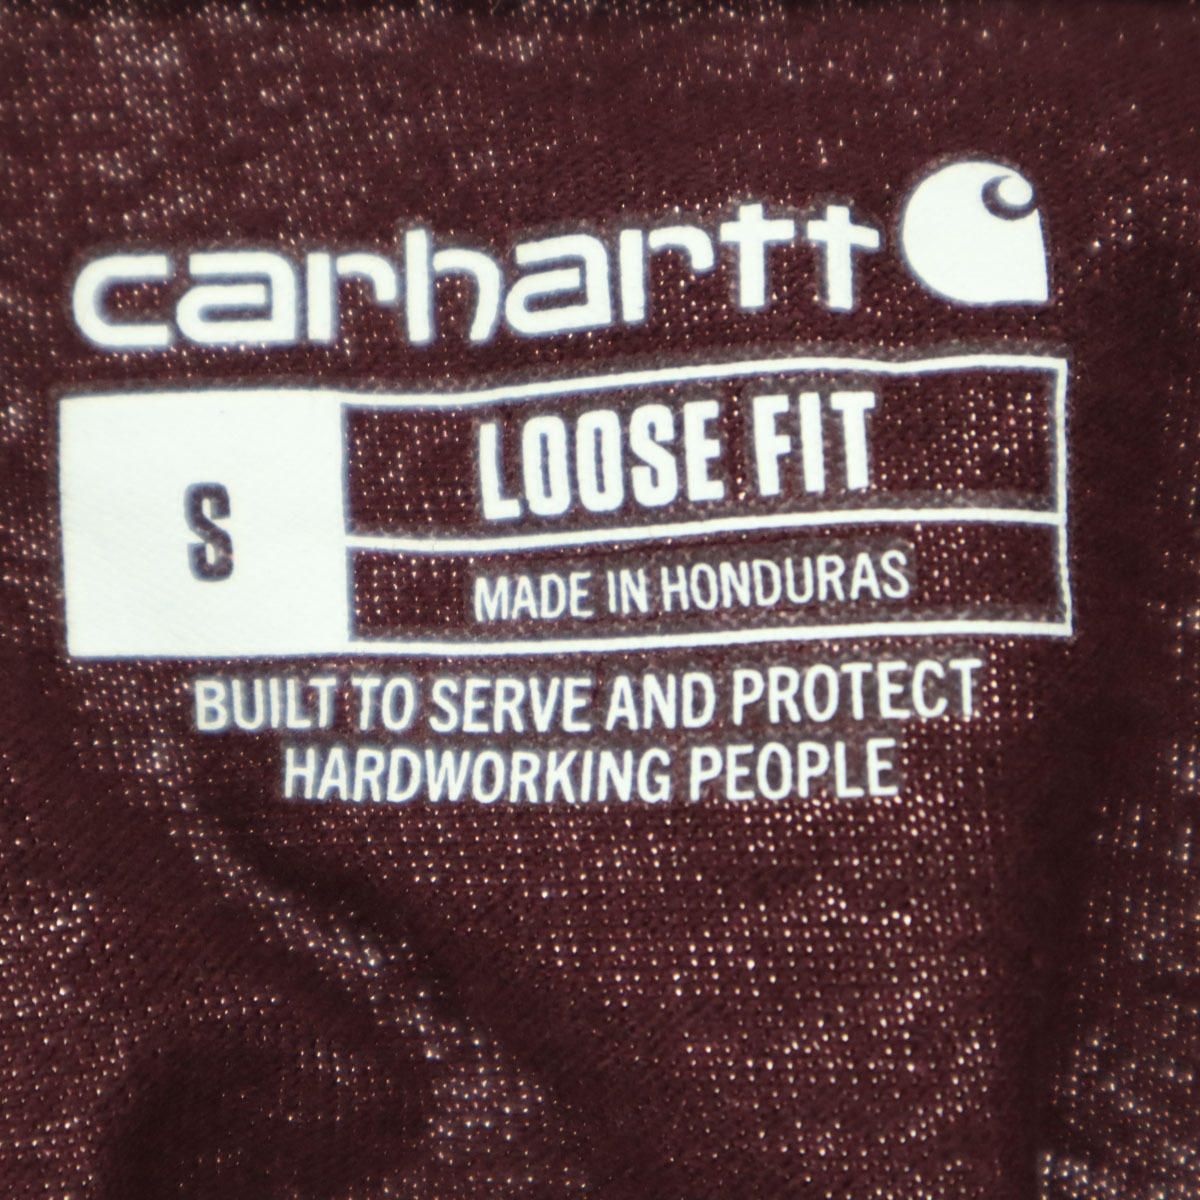 carhartt
S
LOOSE FIT
MADE IN HONDURAS
BUILT TO SERVE AND PROTECT
HARDWORKING PEOPLE